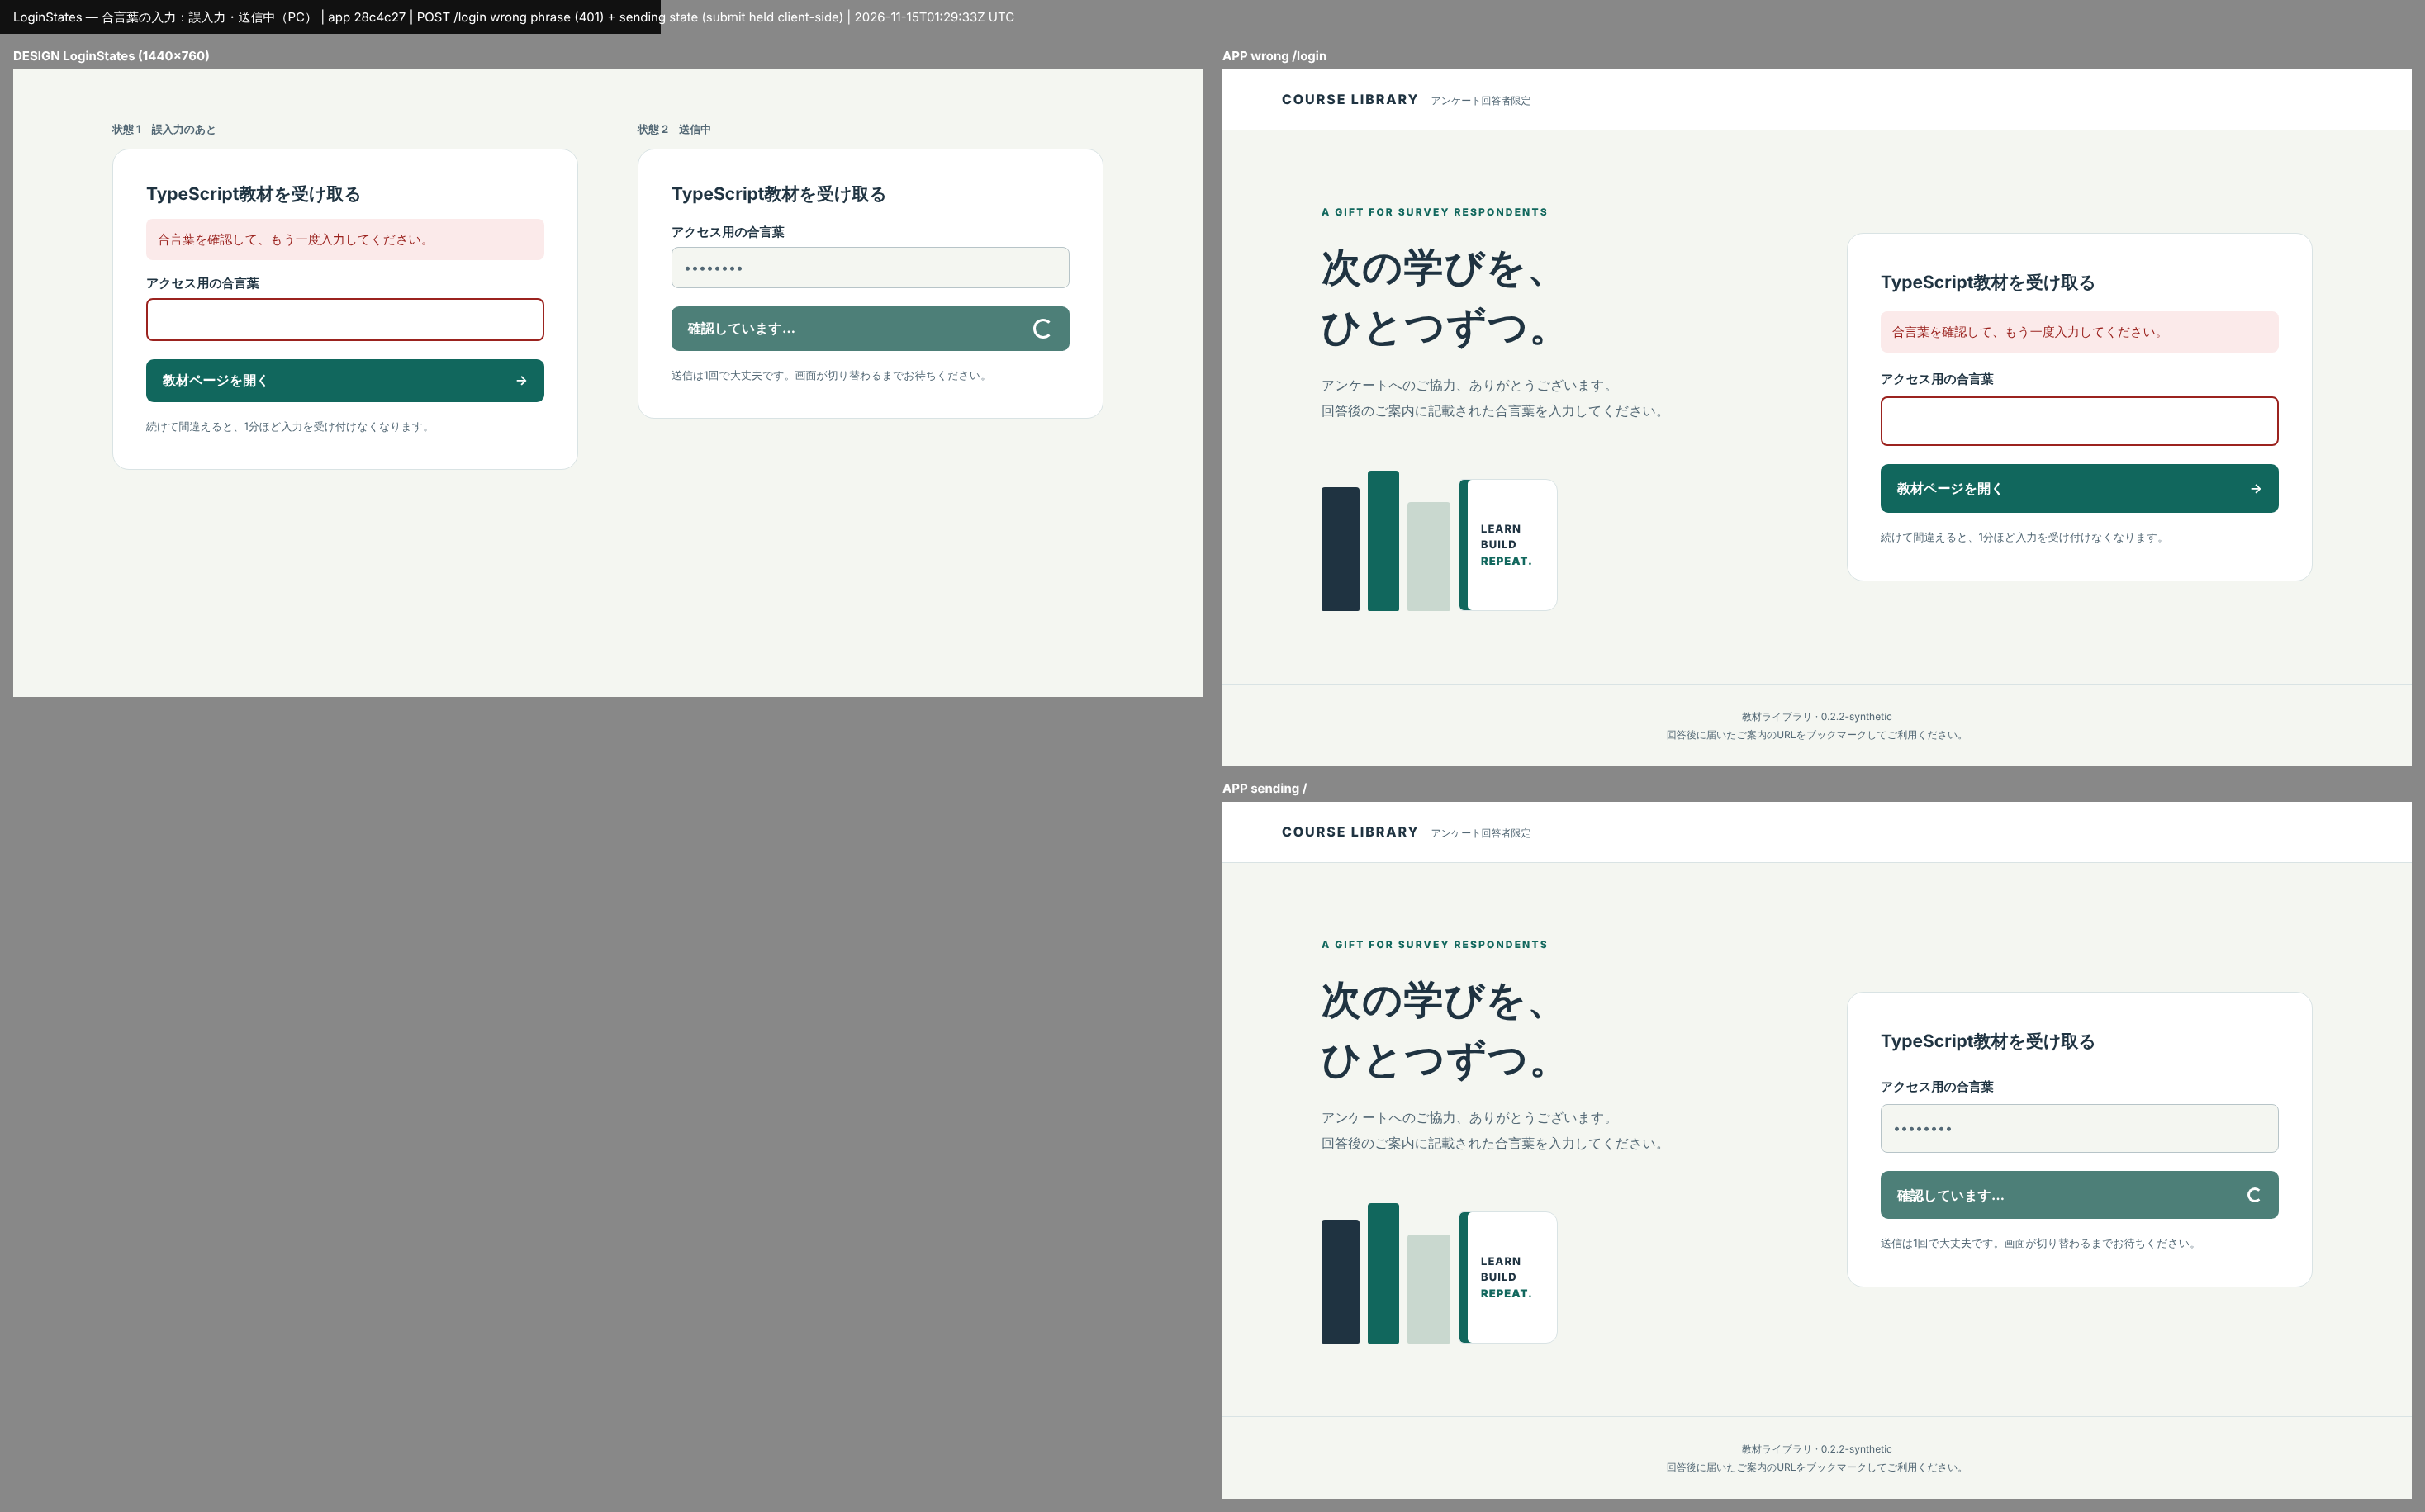 LoginStates — 合言葉の入力：誤入力・送信中（PC） | app 28c4c27 | POST /login wrong phrase (401) + sending state (submit held client-side) | 2026-11-15T01:29:33Z UTC
DESIGN LoginStates (1440×760)
状態 1 誤入力のあと
TypeScript教材を受け取る
合言葉を確認して、もう一度入力してください。
アクセス用の合言葉
教材ページを開く →
続けて間違えると、1分ほど入力を受け付けなくなります。
状態 2 送信中
TypeScript教材を受け取る
アクセス用の合言葉
••••••••
確認しています…
送信は1回で大丈夫です。画面が切り替わるまでお待ちください。
APP wrong /login
COURSE LIBRARY アンケート回答者限定
A GIFT FOR SURVEY RESPONDENTS
次の学びを、
ひとつずつ。
アンケートへのご協力、ありがとうございます。
回答後のご案内に記載された合言葉を入力してください。
LEARN
BUILD
REPEAT.
TypeScript教材を受け取る
合言葉を確認して、もう一度入力してください。
アクセス用の合言葉
教材ページを開く →
続けて間違えると、1分ほど入力を受け付けなくなります。
教材ライブラリ · 0.2.2-synthetic
回答後に届いたご案内のURLをブックマークしてご利用ください。
APP sending /
COURSE LIBRARY アンケート回答者限定
A GIFT FOR SURVEY RESPONDENTS
次の学びを、
ひとつずつ。
アンケートへのご協力、ありがとうございます。
回答後のご案内に記載された合言葉を入力してください。
LEARN
BUILD
REPEAT.
TypeScript教材を受け取る
アクセス用の合言葉
••••••••
確認しています…
送信は1回で大丈夫です。画面が切り替わるまでお待ちください。
教材ライブラリ · 0.2.2-synthetic
回答後に届いたご案内のURLをブックマークしてご利用ください。